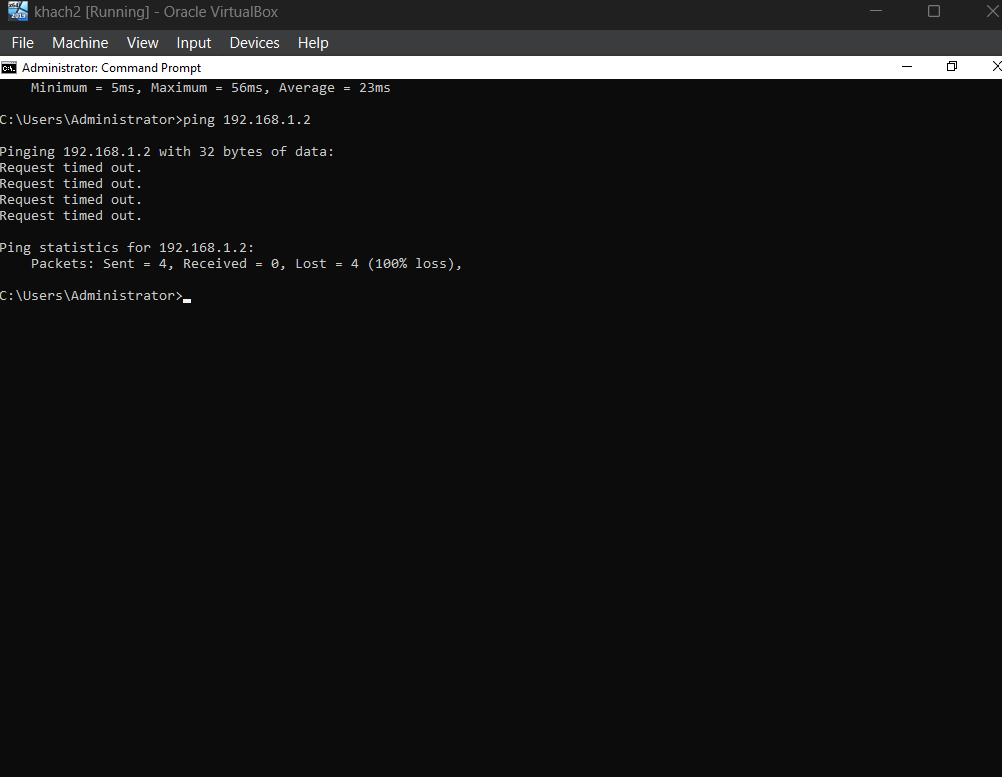 khach2 [Running] - Oracle VirtualBox
File Machine View Input Devices Help
Administrator: Command Prompt
Minimum = 5ms, Maximum = 56ms, Average = 23ms
C:\Users\Administrator>ping 192.168.1.2
Pinging 192.168.1.2 with 32 bytes of data:
Request timed out.
Request timed out.
Request timed out.
Request timed out.
Ping statistics for 192.168.1.2:
Packets: Sent = 4, Received = 0, Lost = 4 (100% loss),
C:\Users\Administrator>